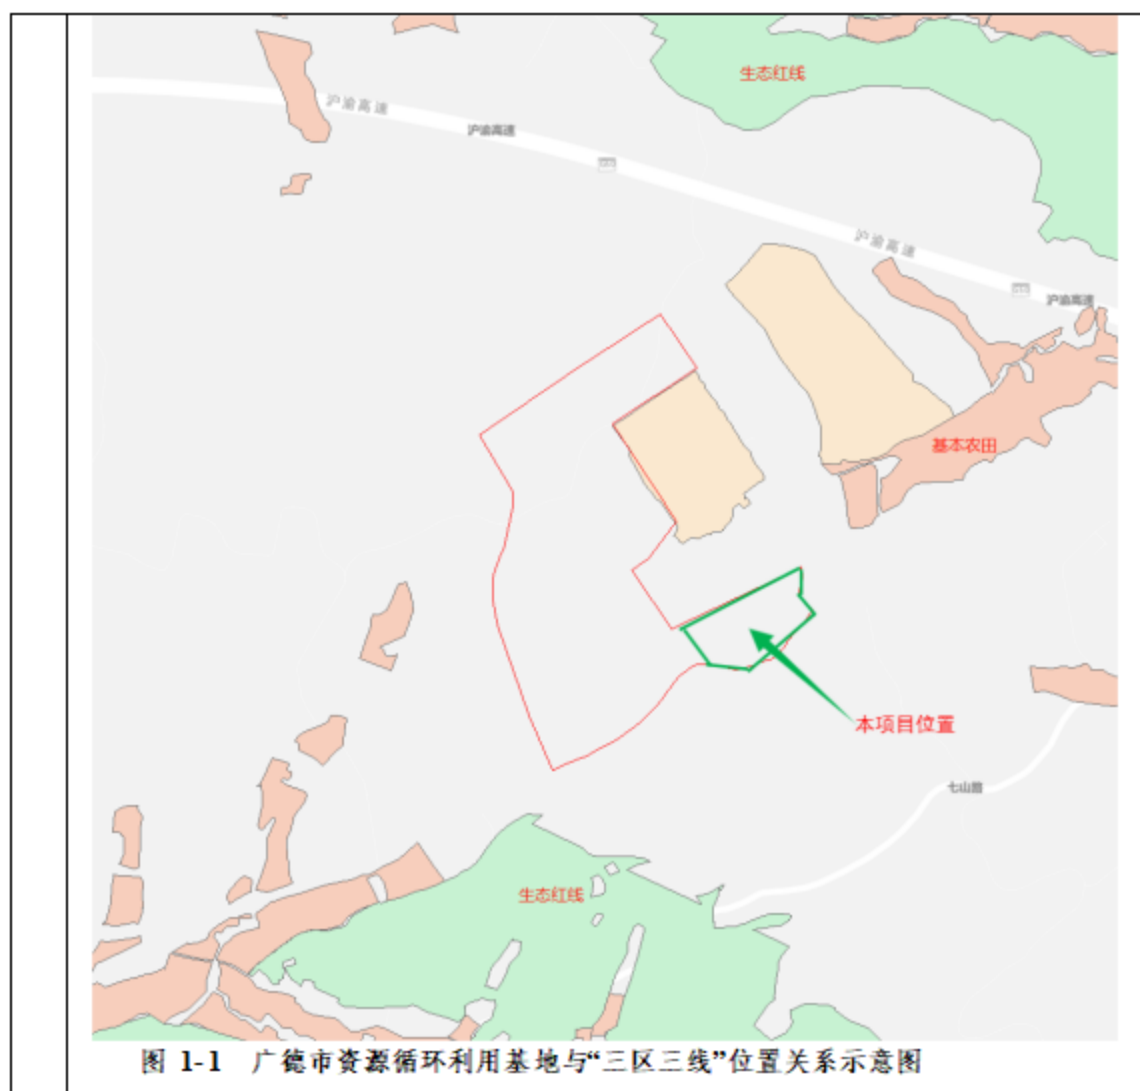 生态红线
沪渝高速
沪渝高速
沪渝高速
沪渝高速
基本农田
本项目位置
生态红线
图 1-1 广德市资源循环利用基地与“三区三线”位置关系示意图